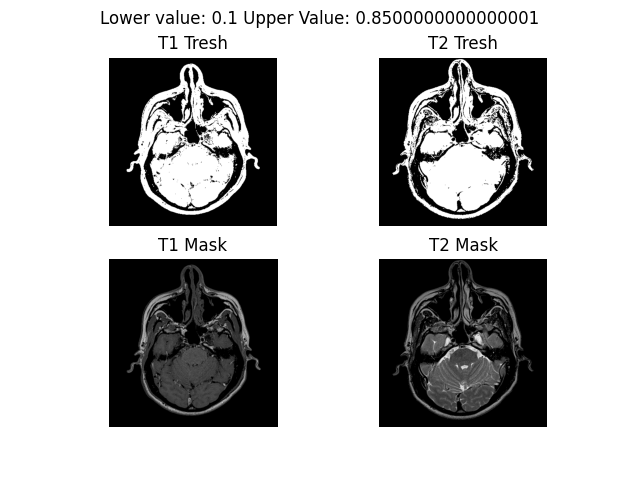 Lower value: 0.1 Upper Value: 0.8500000000000001
T1 Tresh
T2 Tresh
T1 Mask
T2 Mask